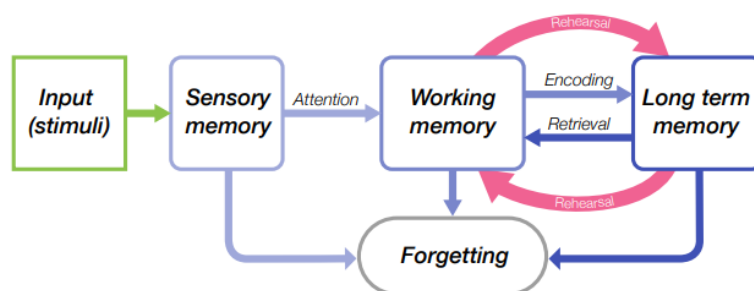 Rehearsal
Input
(stimuli)
Sensory
memory
Attention
Working
memory
Encoding
Retrieval
Long term
memory
Rehearsal
Forgetting